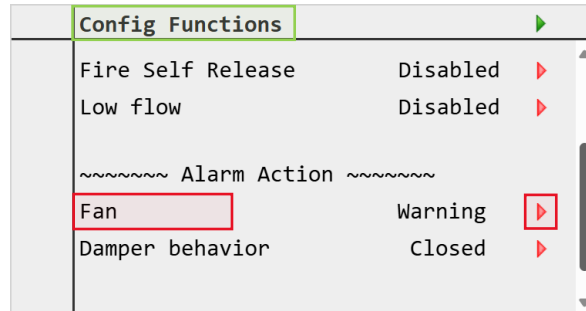 Config Functions
Fire Self Release Disabled
Low flow Disabled
~~~~~~~ Alarm Action ~~~~~~~
Fan Warning
Damper behavior Closed